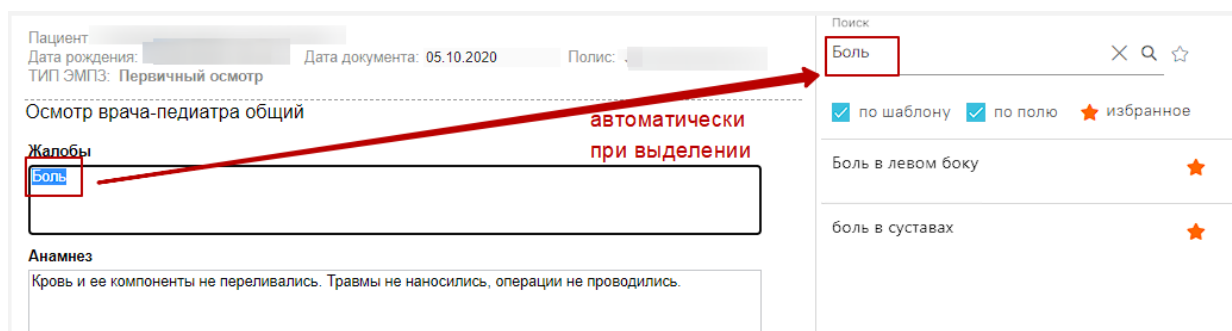 Пациент
Дата рождения: Дата документа: 05.10.2020 Полис:
ТИП ЭМПЗ: Первичный осмотр
Осмотр врача-педиатра общий
Жалобы
Боль
автоматически
при выделении
Анамнез
Кровь и ее компоненты не переливались. Травмы не наносились, операции не проводились.
Поиск
Боль
по шаблону по полю избранное
Боль в левом боку
боль в суставах